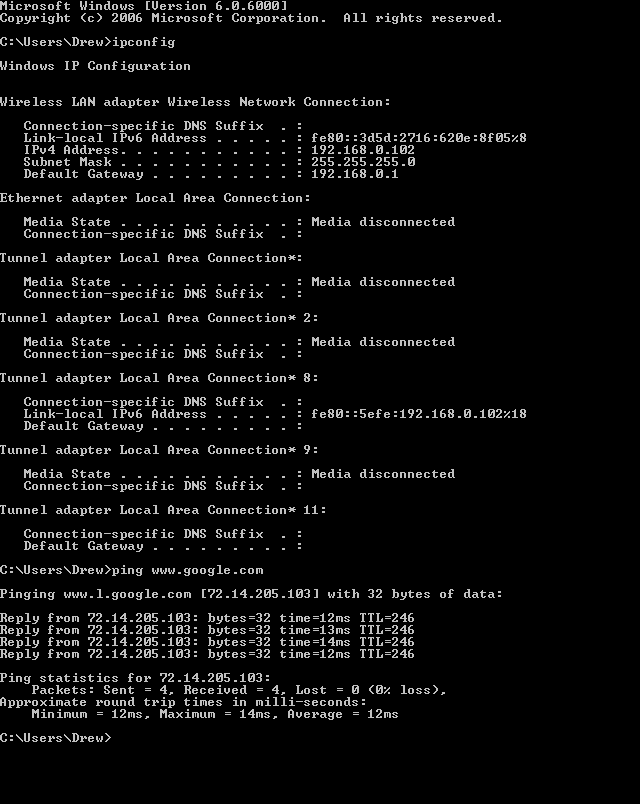 Microsoft Windows [Version 6.0.6000]
Copyright (c) 2006 Microsoft Corporation.  All rights reserved.
C:\Users\Drew>ipconfig
Windows IP Configuration
Wireless LAN adapter Wireless Network Connection:
   Connection-specific DNS Suffix  . :
   Link-local IPv6 Address . . . . . : fe80::3d5d:2716:620e:8f05%8
   IPv4 Address. . . . . . . . . . . : 192.168.0.102
   Subnet Mask . . . . . . . . . . . : 255.255.255.0
   Default Gateway . . . . . . . . . : 192.168.0.1
Ethernet adapter Local Area Connection:
   Media State . . . . . . . . . . . : Media disconnected
   Connection-specific DNS Suffix  . :
Tunnel adapter Local Area Connection*:
   Media State . . . . . . . . . . . : Media disconnected
   Connection-specific DNS Suffix  . :
Tunnel adapter Local Area Connection* 2:
   Media State . . . . . . . . . . . : Media disconnected
   Connection-specific DNS Suffix  . :
Tunnel adapter Local Area Connection* 8:
   Connection-specific DNS Suffix  . :
   Link-local IPv6 Address . . . . . : fe80::5efe:192.168.0.102%18
   Default Gateway . . . . . . . . . :
Tunnel adapter Local Area Connection* 9:
   Media State . . . . . . . . . . . : Media disconnected
   Connection-specific DNS Suffix  . :
Tunnel adapter Local Area Connection* 11:
   Connection-specific DNS Suffix  . :
   Default Gateway . . . . . . . . . :
C:\Users\Drew>ping www.google.com
Pinging www.l.google.com [72.14.205.103] with 32 bytes of data:
Reply from 72.14.205.103: bytes=32 time=12ms TTL=246
Reply from 72.14.205.103: bytes=32 time=13ms TTL=246
Reply from 72.14.205.103: bytes=32 time=14ms TTL=246
Reply from 72.14.205.103: bytes=32 time=12ms TTL=246
Ping statistics for 72.14.205.103:
    Packets: Sent = 4, Received = 4, Lost = 0 (0% loss),
Approximate round trip times in milli-seconds:
    Minimum = 12ms, Maximum = 14ms, Average = 12ms
C:\Users\Drew>